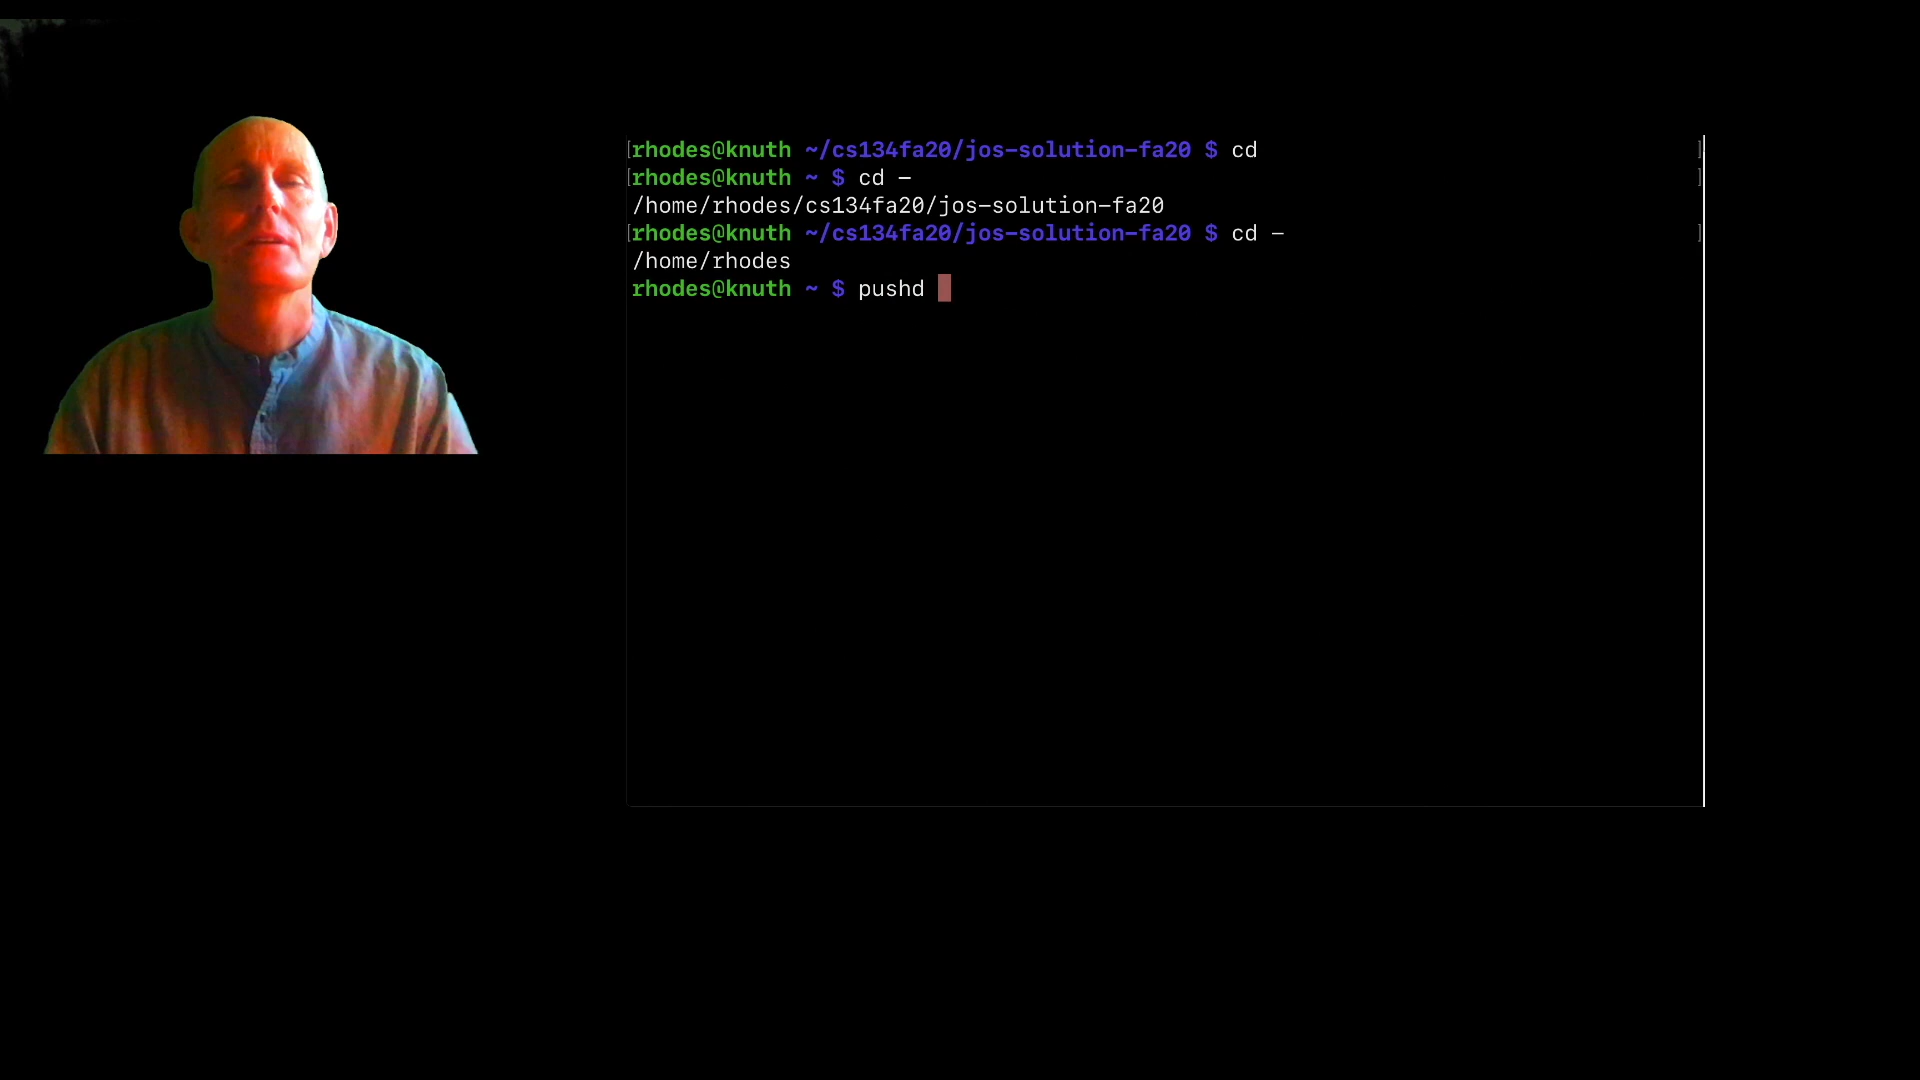 [rhodes@knuth ~/cs134fa20/jos-solution-fa20 $ cd ]
[rhodes@knuth ~ $ cd - ]
/home/rhodes/cs134fa20/jos-solution-fa20
[rhodes@knuth ~/cs134fa20/jos-solution-fa20 $ cd - ]
/home/rhodes
rhodes@knuth ~ $ pushd